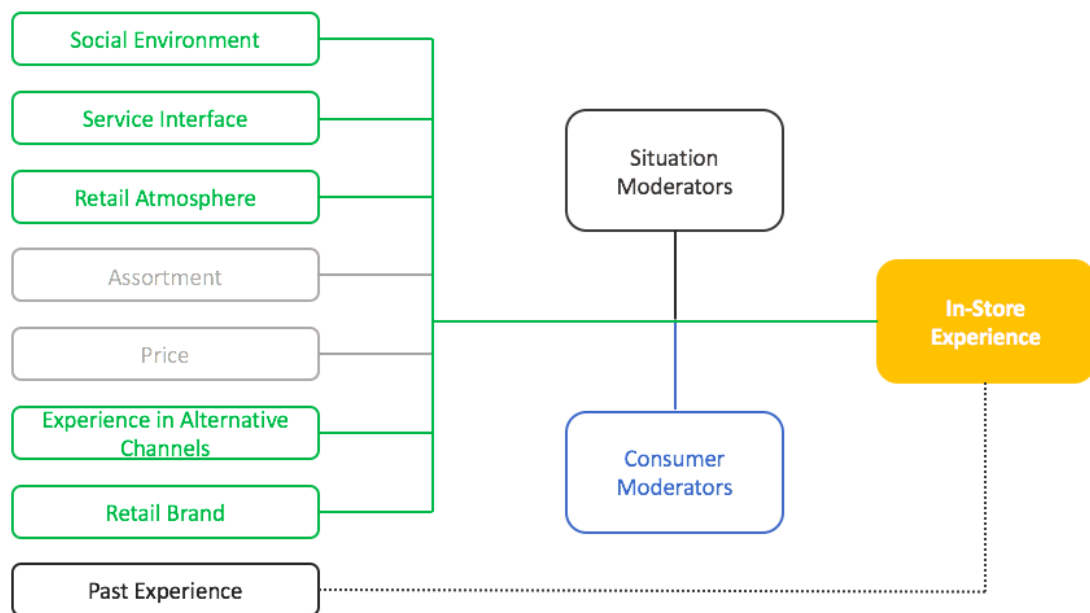 Social Environment
Service Interface
Retail Atmosphere
Assortment
Price
Experience in Alternative
Channels
Retail Brand
Past Experience
Situation
Moderators
Consumer
Moderators
In-Store
Experience